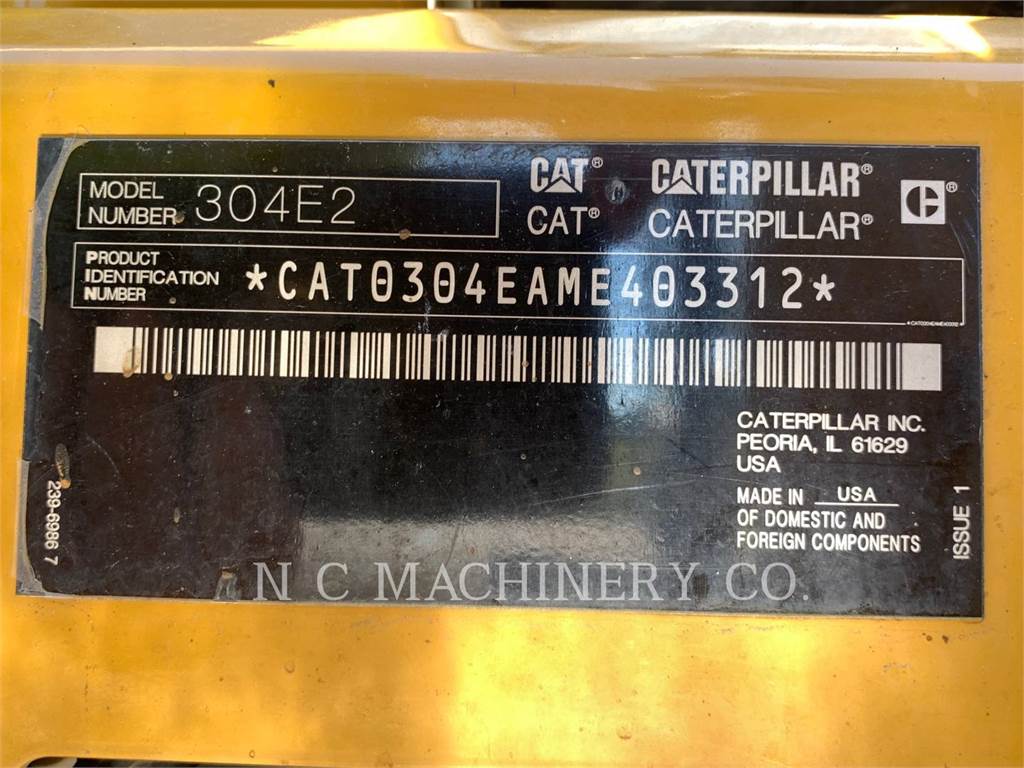 CAT® CATERPILLAR®
CAT® CATERPILLAR®
MODEL
NUMBER 304E2
PRODUCT
IDENTIFICATION
NUMBER
*CAT0304EAME403312*
*CAT0304EAME403312*
CATERPILLAR INC.
PEORIA, IL 61629
USA
MADE IN USA
OF DOMESTIC AND
FOREIGN COMPONENTS
ISSUE 1
239-6986 7
N C MACHINERY CO.